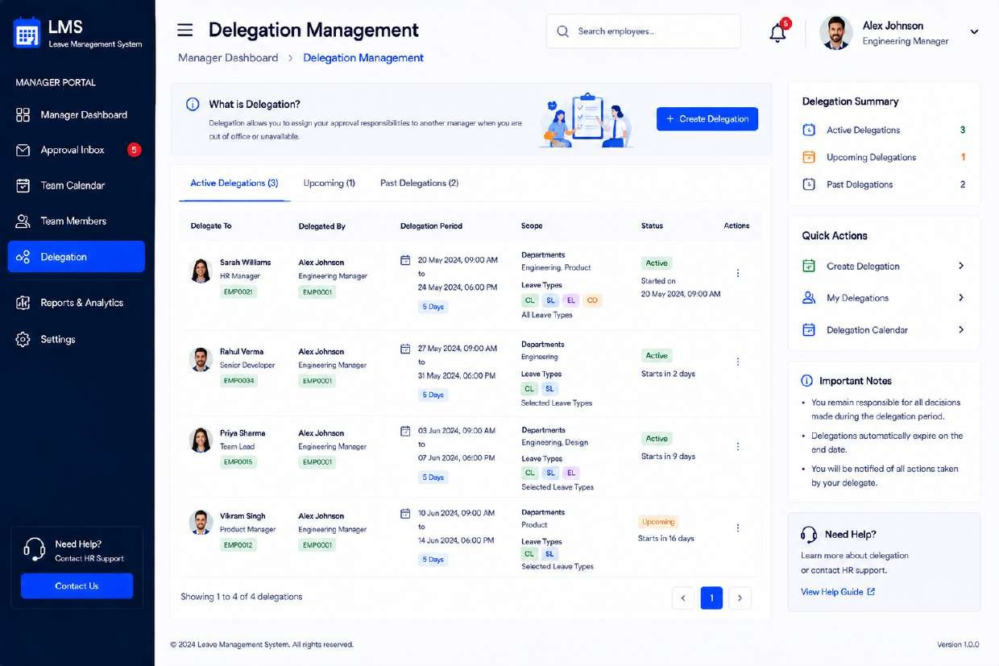 LMS
Leave Management System
MANAGER PORTAL
Manager Dashboard
Approval Inbox 5
Team Calendar
Team Members
Delegation
Reports & Analytics
Settings
Need Help?
Contact HR Support
Contact Us
Delegation Management
Manager Dashboard > Delegation Management
Search employees...
5
Alex Johnson
Engineering Manager
What is Delegation?
Delegation allows you to assign your approval responsibilities to another manager when you are
out of office or unavailable.
+ Create Delegation
Active Delegations (3) Upcoming (1) Past Delegations (2)
Delegate To Delegated By Delegation Period Scope Status Actions
Sarah Williams
HR Manager
EMP0021
Alex Johnson
Engineering Manager
EMP0001
20 May 2024, 09:00 AM
to
24 May 2024, 06:00 PM
5 Days
Departments
Engineering, Product
Leave Types
CL SL EL CO
All Leave Types
Active
Started on
20 May 2024, 09:00 AM
Rahul Verma
Senior Developer
EMP0034
Alex Johnson
Engineering Manager
EMP0001
27 May 2024, 09:00 AM
to
31 May 2024, 06:00 PM
5 Days
Departments
Engineering
Leave Types
CL SL
Selected Leave Types
Active
Starts in 2 days
Priya Sharma
Team Lead
EMP0015
Alex Johnson
Engineering Manager
EMP0001
03 Jun 2024, 09:00 AM
to
07 Jun 2024, 06:00 PM
5 Days
Departments
Engineering, Design
Leave Types
CL SL EL
Selected Leave Types
Active
Starts in 9 days
Vikram Singh
Product Manager
EMP0012
Alex Johnson
Engineering Manager
EMP0001
10 Jun 2024, 09:00 AM
to
14 Jun 2024, 06:00 PM
5 Days
Departments
Product
Leave Types
CL SL
Selected Leave Types
Upcoming
Starts in 16 days
Showing 1 to 4 of 4 delegations
< 1 >
Delegation Summary
Active Delegations 3
Upcoming Delegations 1
Past Delegations 2
Quick Actions
Create Delegation >
My Delegations >
Delegation Calendar >
Important Notes
• You remain responsible for all decisions
made during the delegation period.
• Delegations automatically expire on the
end date.
• You will be notified of all actions taken
by your delegate.
Need Help?
Learn more about delegation
or contact HR support.
View Help Guide
© 2024 Leave Management System. All rights reserved.
Version 1.0.0